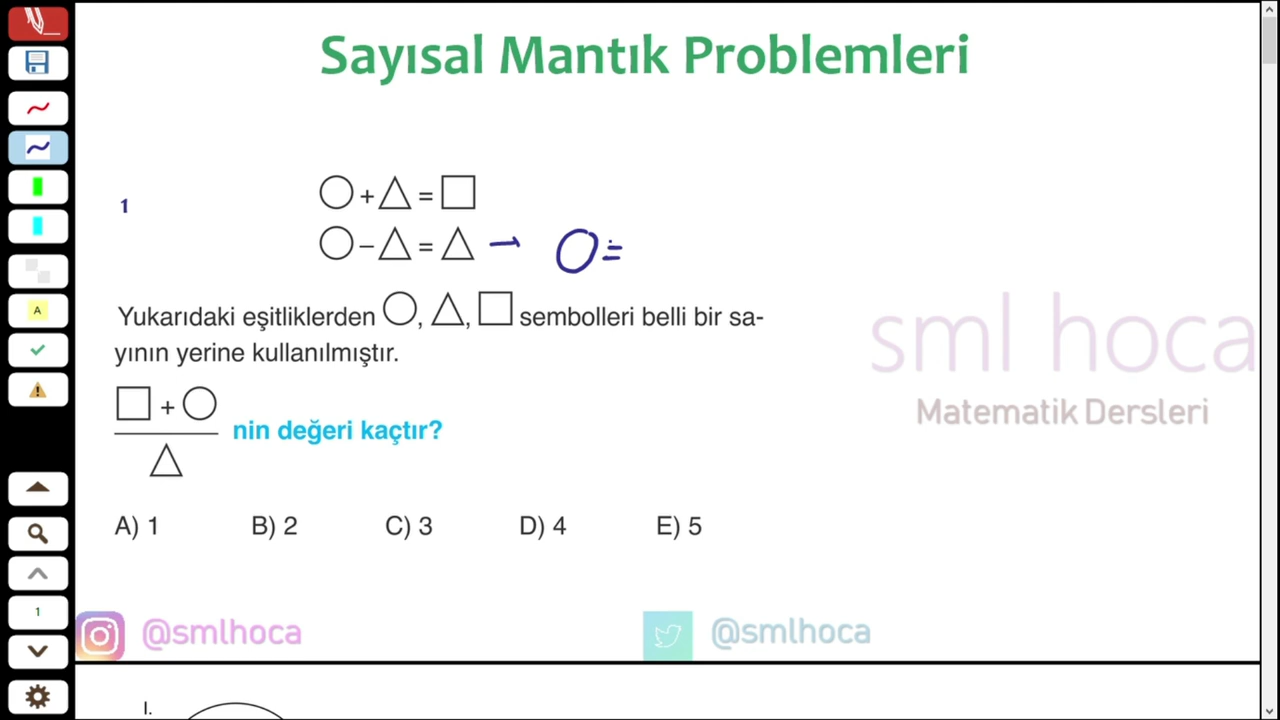 Sayısal Mantık Problemleri
1
○ + △ = □
○ − △ = △ → O =
Yukarıdaki eşitliklerden ○, △, □ sembolleri belli bir sa-
yının yerine kullanılmıştır.
□ + ○
△
nin değeri kaçtır?
A) 1 B) 2 C) 3 D) 4 E) 5
sml hoca
Matematik Dersleri
@smlhoca @smlhoca
A
1
I.